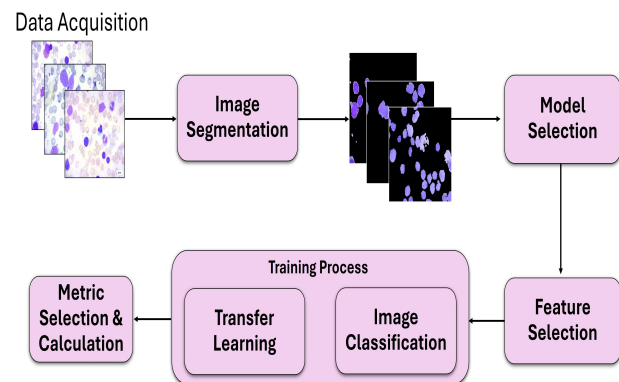 Data Acquisition
Image
Segmentation
Model
Selection
Feature
Selection
Training Process
Image
Classification
Transfer
Learning
Metric
Selection &
Calculation